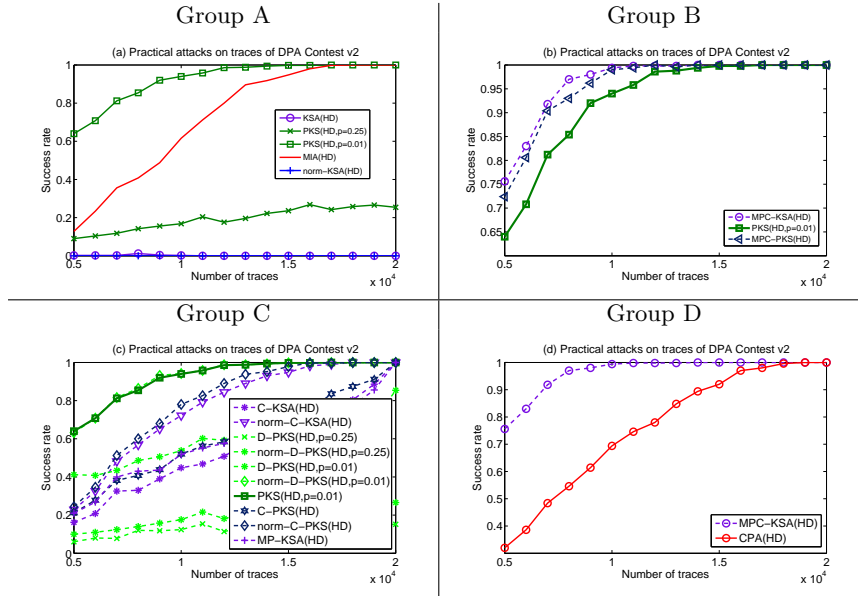 Group A
(a) Practical attacks on traces of DPA Contest v2
Success rate
1
0.8
0.6
0.4
0.2
0
KSA(HD)
PKS(HD,p=0.25)
PKS(HD,p=0.01)
MIA(HD)
norm−KSA(HD)
0.5
1
1.5
2
Number of traces
x 10^4
Group B
(b) Practical attacks on traces of DPA Contest v2
Success rate
1
0.95
0.9
0.85
0.8
0.75
0.7
0.65
MPC−KSA(HD)
PKS(HD,p=0.01)
MPC−PKS(HD)
0.5
1
1.5
2
Number of traces
x 10^4
Group C
(c) Practical attacks on traces of DPA Contest v2
Success rate
1
0.8
0.6
0.4
0.2
0
C−KSA(HD)
norm−C−KSA(HD)
D−PKS(HD,p=0.25)
norm−D−PKS(HD,p=0.25)
D−PKS(HD,p=0.01)
norm−D−PKS(HD,p=0.01)
PKS(HD,p=0.01)
C−PKS(HD)
norm−C−PKS(HD)
MP−KSA(HD)
0.5
1
1.5
2
Number of traces
x 10^4
Group D
(d) Practical attacks on traces of DPA Contest v2
Success rate
1
0.9
0.8
0.7
0.6
0.5
0.4
MPC−KSA(HD)
CPA(HD)
0.5
1
1.5
2
Number of traces
x 10^4